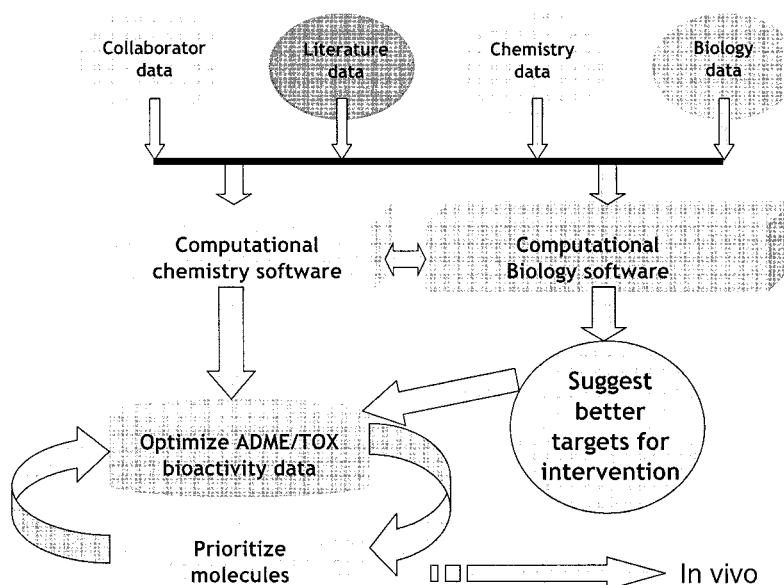 Collaborator
data
Literature
data
Chemistry
data
Biology
data
Computational
chemistry software
Computational
Biology software
Suggest
better
targets for
intervention
Optimize ADME/TOX
bioactivity data
Prioritize
molecules
In vivo